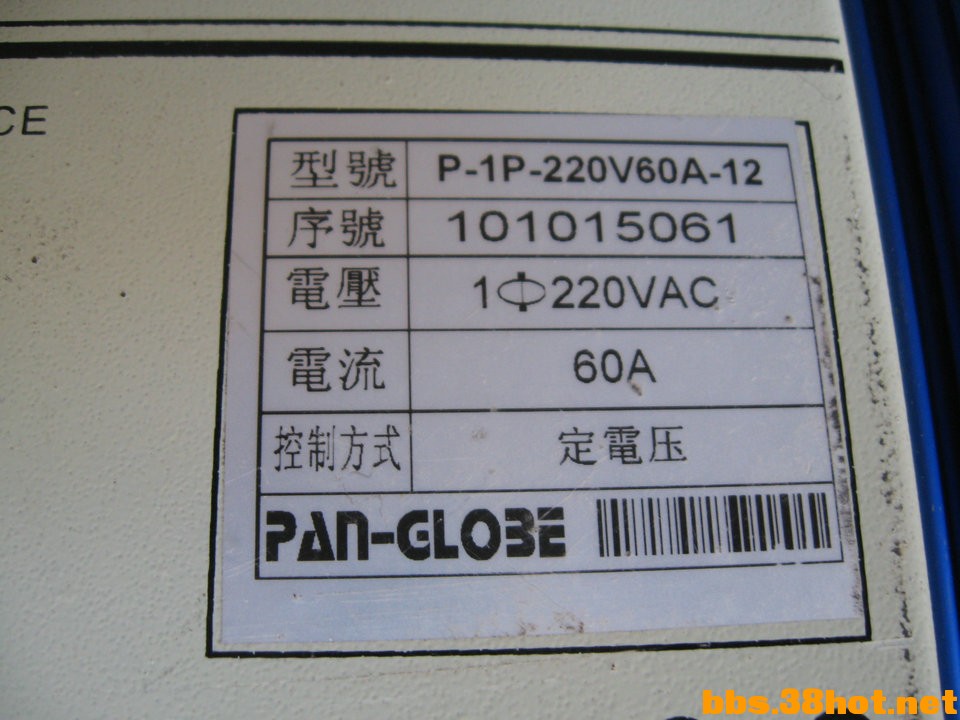 CE
型號 P-1P-220V60A-12
序號 101015061
電壓 1Φ220VAC
電流 60A
控制方式 定電压
PAN-GLOBE
bbs.38hot.net